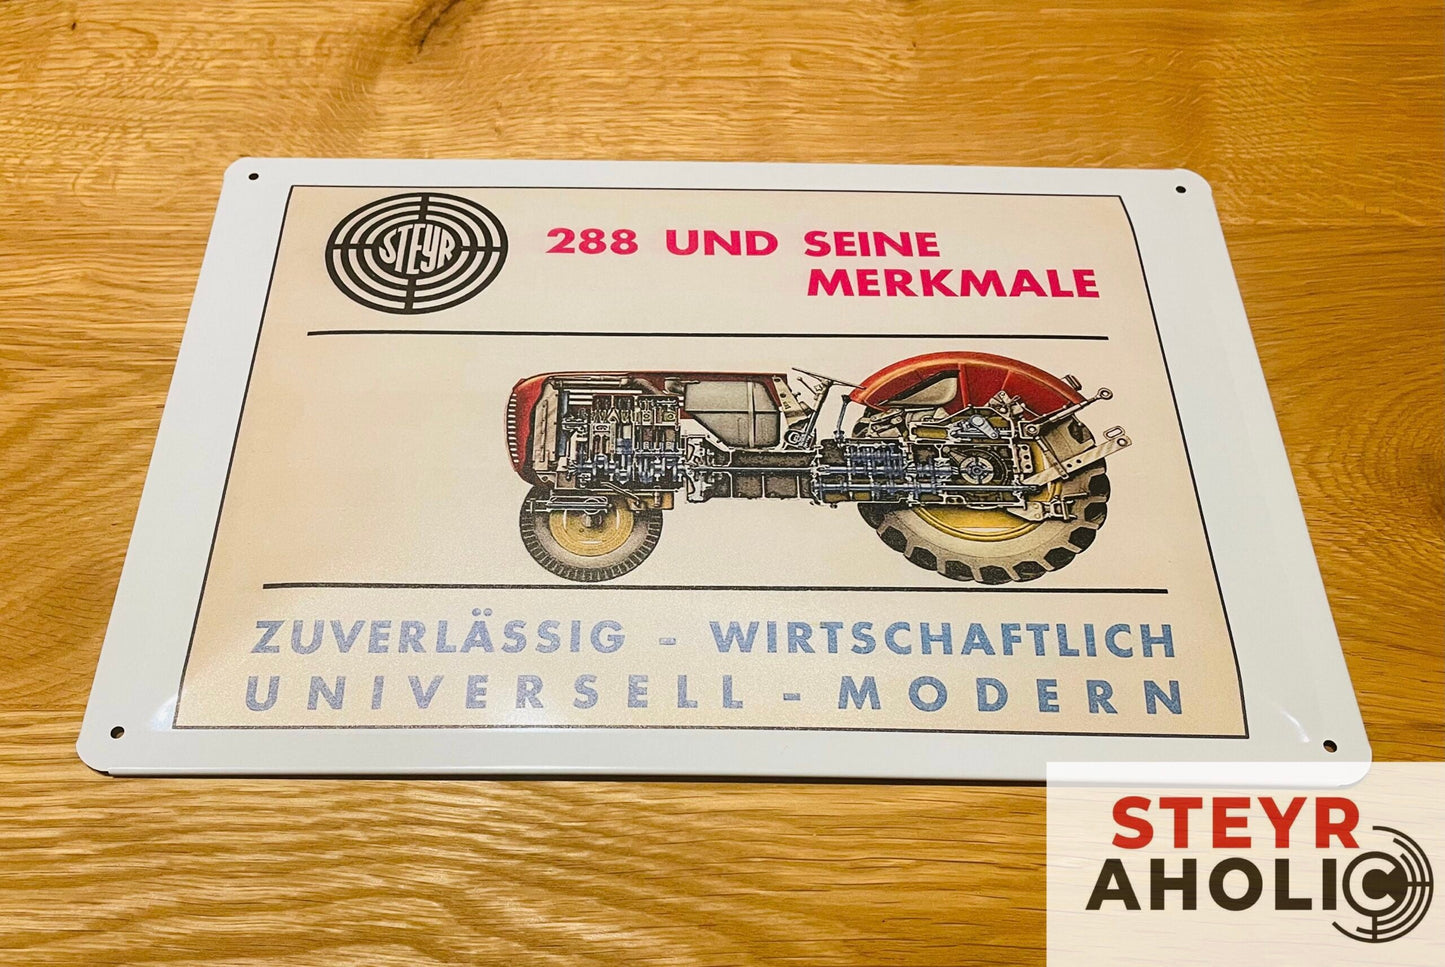 STEYR
288 UND SEINE
MERKMALE
ZUVERLÄSSIG - WIRTSCHAFTLICH
UNIVERSELL - MODERN
STEYR
AHOLIC